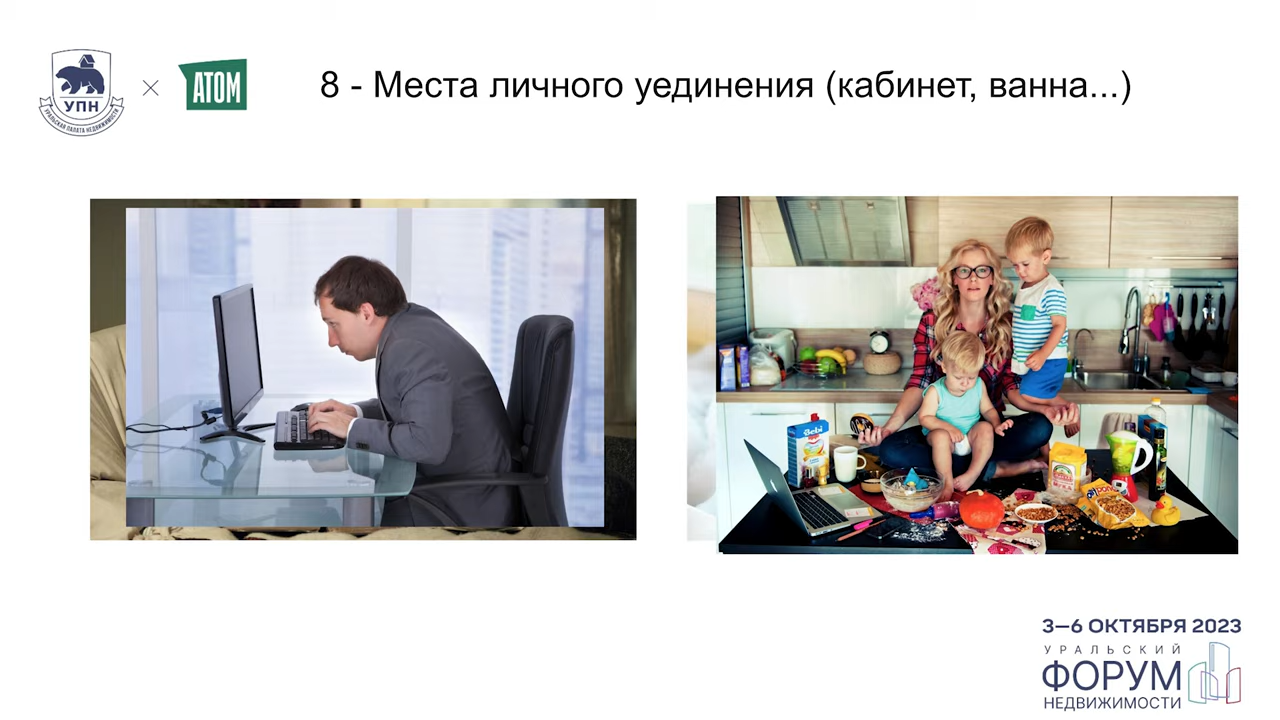 8 - Места личного уединения (кабинет, ванна...)
УПН
УРАЛЬСКАЯ ПАЛАТА НЕДВИЖИМОСТИ
АТОМ
Bebi
3–6 ОКТЯБРЯ 2023
УРАЛЬСКИЙ
ФОРУМ
НЕДВИЖИМОСТИ